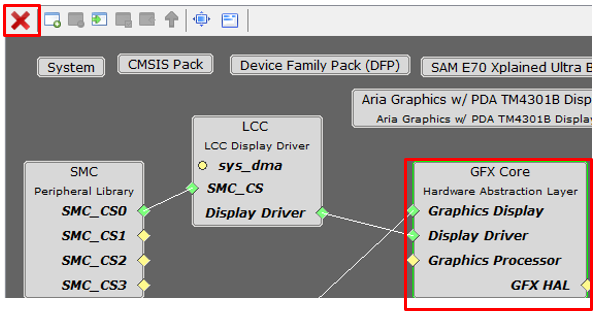 System
CMSIS Pack
Device Family Pack (DFP)
SAM E70 Xplained Ultra B
Aria Graphics w/ PDA TM4301B Disp
Aria Graphics w/ PDA TM4301B Display
LCC
LCC Display Driver
sys_dma
SMC_CS
Display Driver
SMC
Peripheral Library
SMC_CS0
SMC_CS1
SMC_CS2
SMC_CS3
GFX Core
Hardware Abstraction Layer
Graphics Display
Display Driver
Graphics Processor
GFX HAL